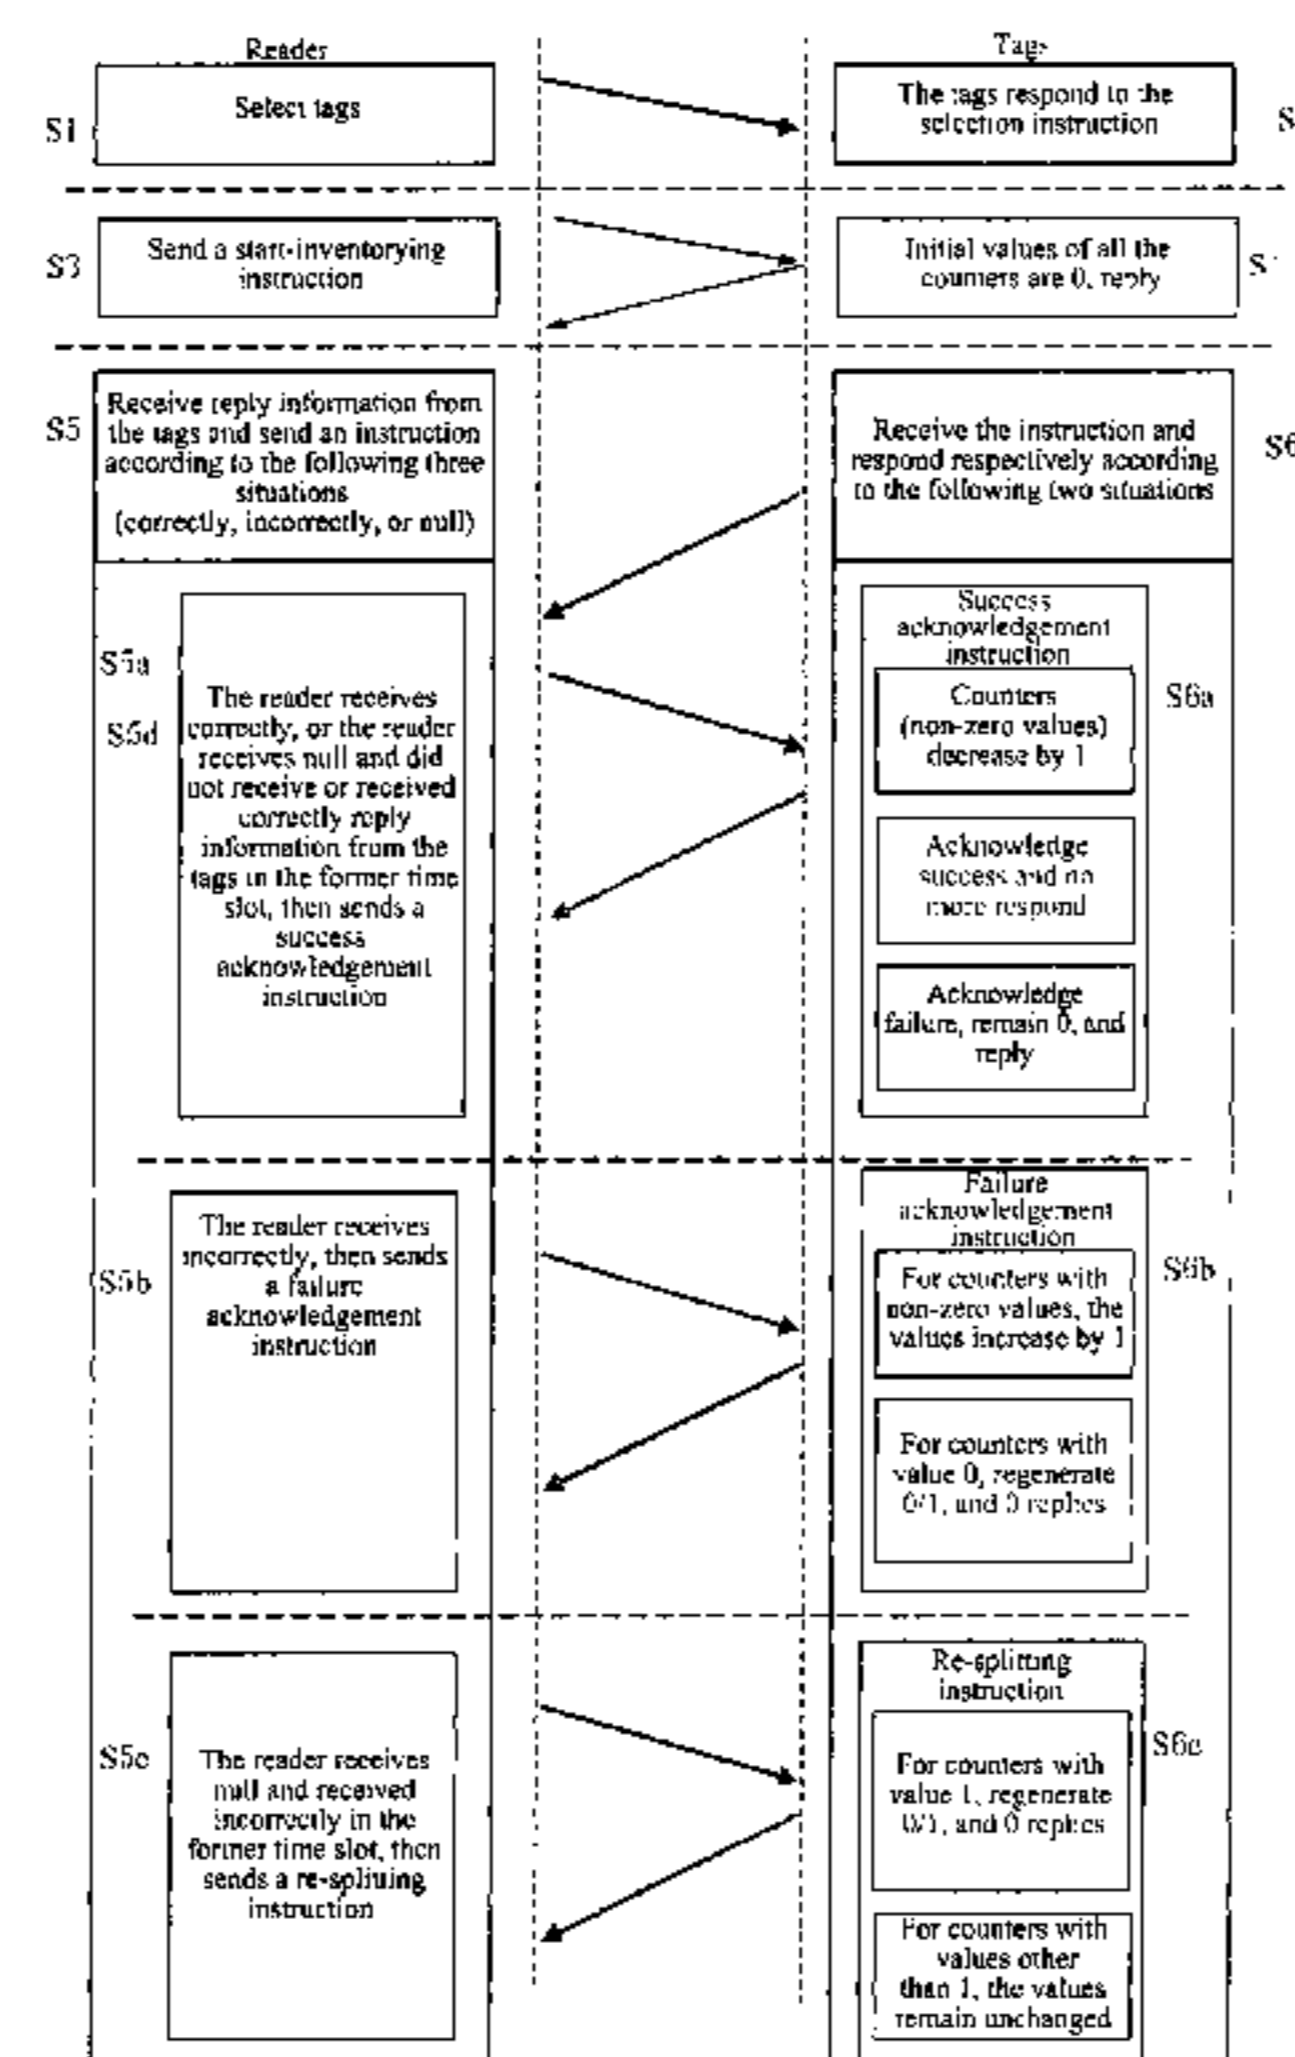 Reader
Tags
S1
Select tags
The tags respond to the
selection instruction
S3
Send a start-inventorying
instruction
Initial values of all the
counters are 0, reply
S5
Receive reply information from
the tags and send an instruction
according to the following three
situations
(correctly, incorrectly, or null)
Receive the instruction and
respond respectively according
to the following two situations
S6
S5a
S5d
The reader receives
correctly, or the reader
receives null and did
not receive or received
correctly reply
information from the
tags in the former time
slot, then sends a
success
acknowledgement
instruction
Success
acknowledgement
instruction
Counters
(non-zero values)
decrease by 1
S6a
Acknowledge
success and no
more respond
Acknowledge
failure, remain 0, and
reply
S5b
The reader receives
incorrectly, then sends
a failure
acknowledgement
instruction
Failure
acknowledgement
instruction
For counters with
non-zero values, the
values increase by 1
S6b
For counters with
value 0, regenerate
0/1, and 0 replies
S5c
The reader receives
null and received
incorrectly in the
former time slot, then
sends a re-splitting
instruction
Re-splitting
instruction
For counters with
value 1, regenerate
0/1, and 0 replies
S6c
For counters with
values other
than 1, the values
remain unchanged